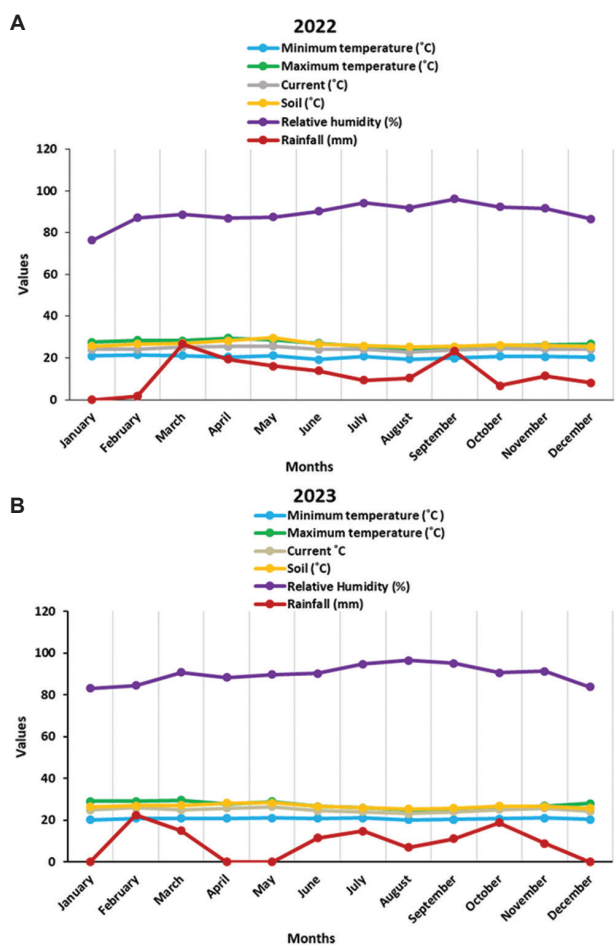 A
2022
Minimum temperature (˚C)
Maximum temperature (˚C)
Current (˚C)
Soil (˚C)
Relative humidity (%)
Rainfall (mm)
120
100
80
60
40
20
0
Values
January
February
March
April
May
June
July
August
September
October
November
December
Months
B
2023
Minimum temperature (˚C )
Maximum temperature (˚C)
Current ˚C
Soil (˚C)
Relative Humidity (%)
Rainfall (mm)
120
100
80
60
40
20
0
Values
January
February
March
April
May
June
July
August
September
October
November
December
Months